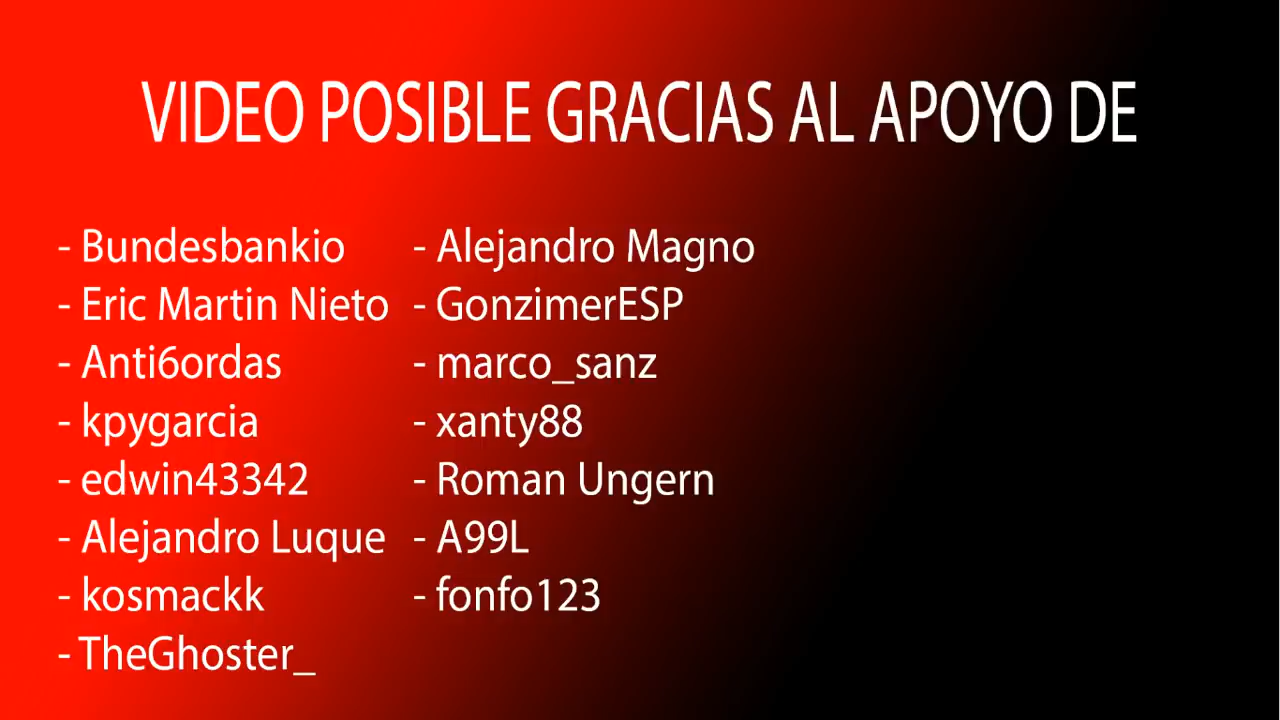 VIDEO POSIBLE GRACIAS AL APOYO DE
- Bundesbankio
- Eric Martin Nieto
- Anti6ordas
- kpygarcia
- edwin43342
- Alejandro Luque
- kosmackk
- TheGhoster_
- Alejandro Magno
- GonzimerESP
- marco_sanz
- xanty88
- Roman Ungern
- A99L
- fonfo123